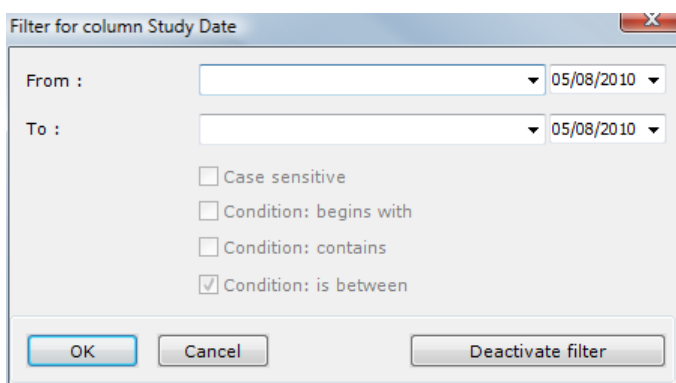 Filter for column Study Date
From : 05/08/2010
To : 05/08/2010
Case sensitive
Condition: begins with
Condition: contains
Condition: is between
OK Cancel Deactivate filter